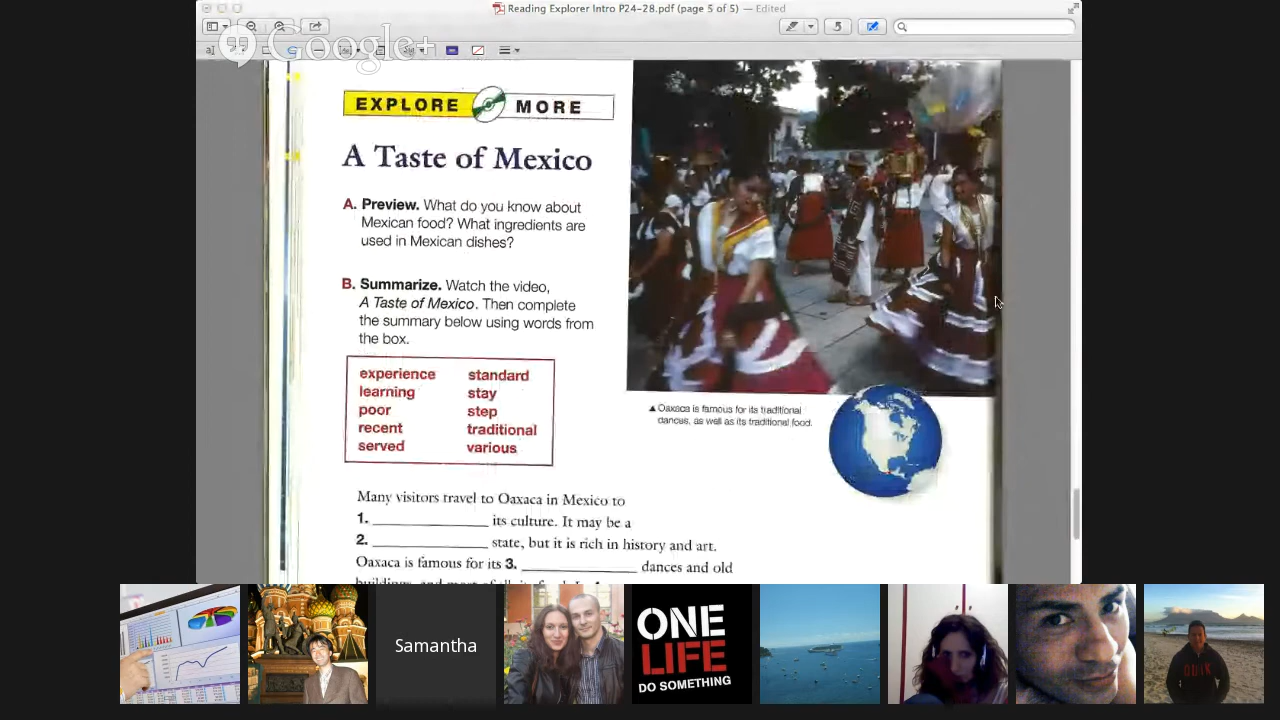 Reading Explorer Intro P24-28.pdf (page 5 of 5) — Edited
Google+
EXPLORE MORE
A Taste of Mexico
A. Preview. What do you know about
Mexican food? What ingredients are
used in Mexican dishes?
B. Summarize. Watch the video,
A Taste of Mexico. Then complete
the summary below using words from
the box.
experience standard
learning stay
poor step
recent traditional
served various
▲ Oaxaca is famous for its traditional
dances, as well as its traditional food.
Many visitors travel to Oaxaca in Mexico to
1. ____________ its culture. It may be a
2. ____________ state, but it is rich in history and art.
Oaxaca is famous for its 3. ____________ dances and old
Samantha
ONE
LIFE
DO SOMETHING